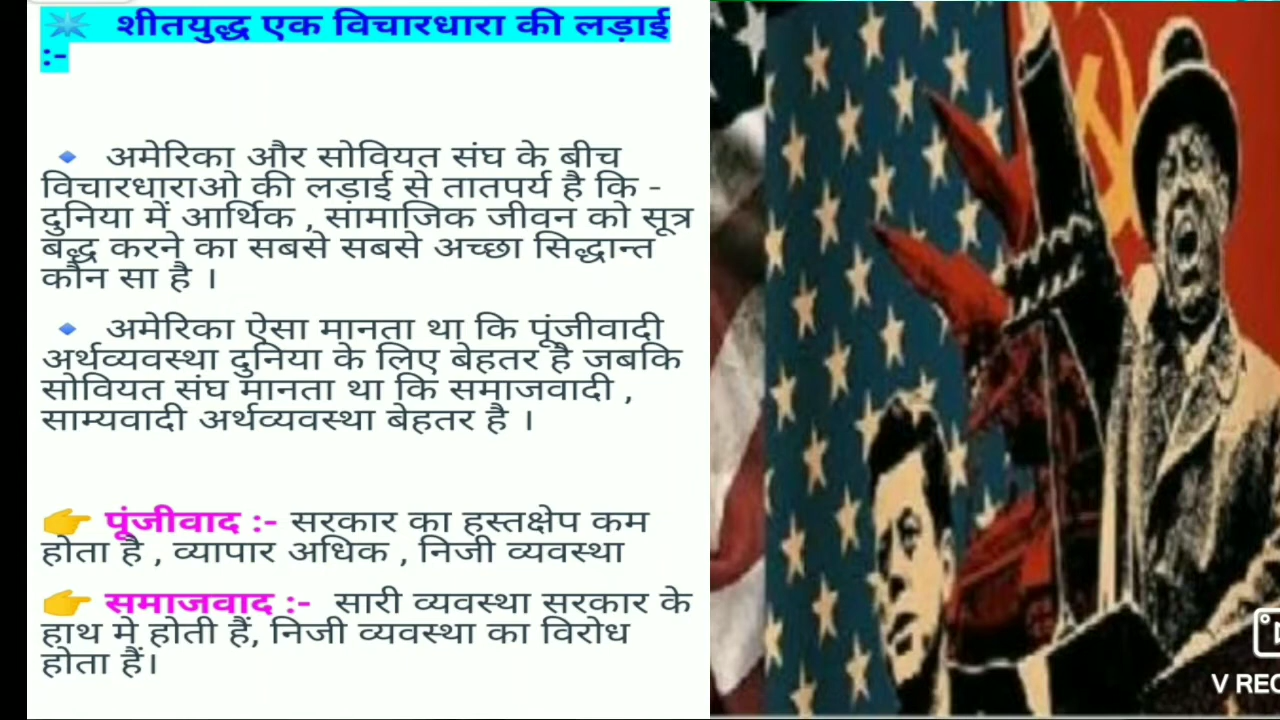 शीतयुद्ध एक विचारधारा की लड़ाई
:-
अमेरिका और सोवियत संघ के बीच
विचारधाराओ की लड़ाई से तातपर्य है कि -
दुनिया में आर्थिक , सामाजिक जीवन को सूत्र
बद्ध करने का सबसे सबसे अच्छा सिद्धान्त
कौन सा है ।
अमेरिका ऐसा मानता था कि पूंजीवादी
अर्थव्यवस्था दुनिया के लिए बेहतर है जबकि
सोवियत संघ मानता था कि समाजवादी ,
साम्यवादी अर्थव्यवस्था बेहतर है ।
👉 पूंजीवाद :- सरकार का हस्तक्षेप कम
होता है , व्यापार अधिक , निजी व्यवस्था
👉 समाजवाद :- सारी व्यवस्था सरकार के
हाथ मे होती हैं, निजी व्यवस्था का विरोध
होता हैं।
V REC